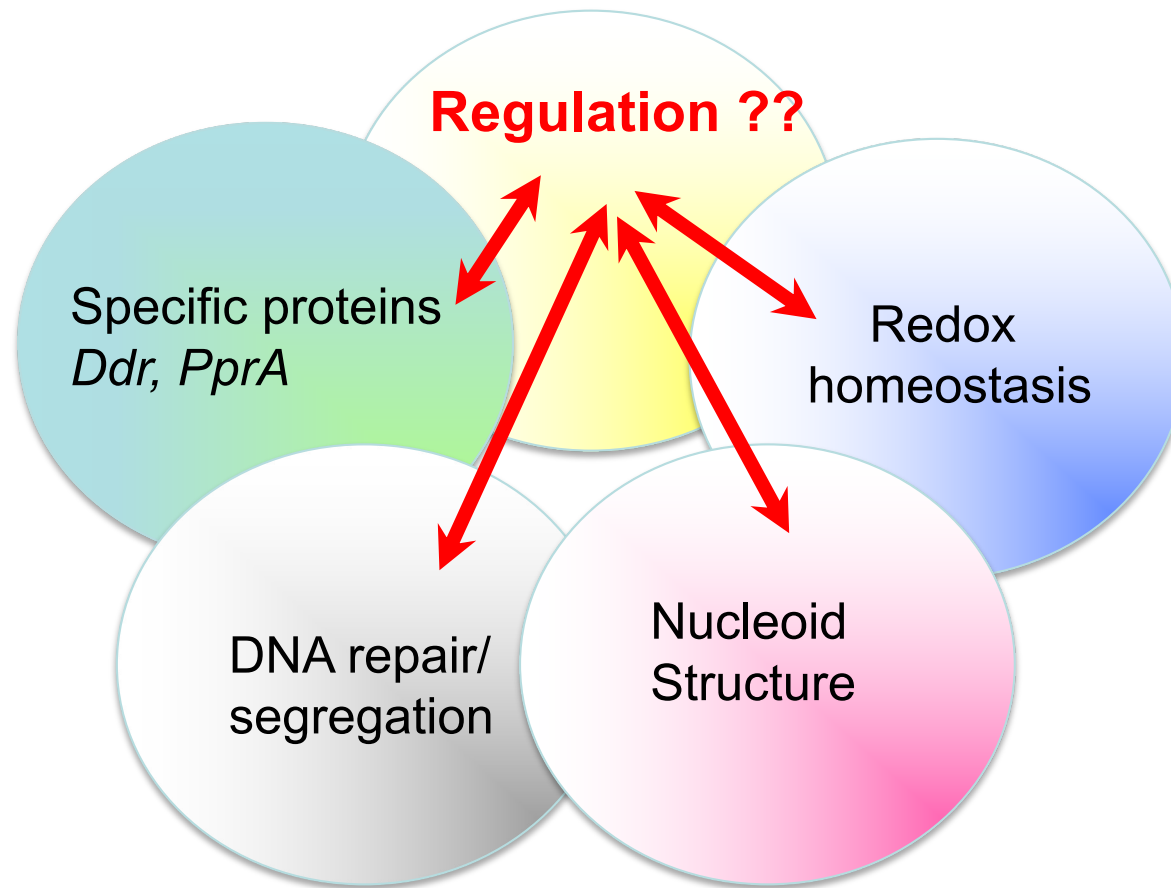 Regulation ??
Specific proteins
Ddr, PprA
Redox
homeostasis
DNA repair/
segregation
Nucleoid
Structure